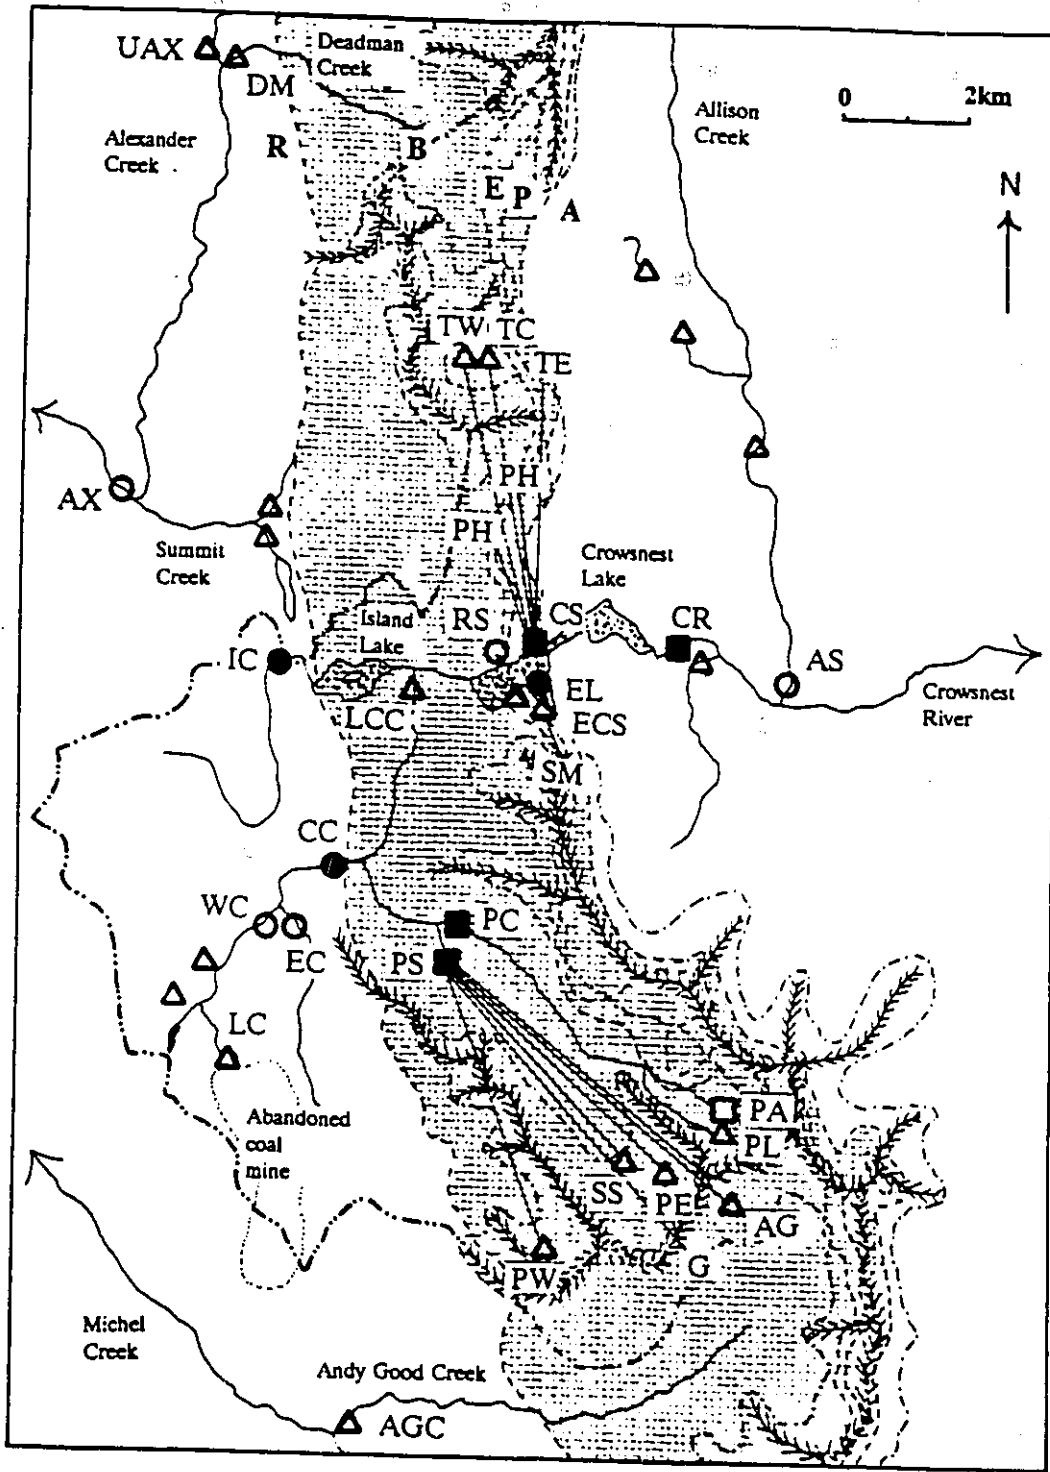 UAX
Deadman
Creek
DM
0 2km
Allison
Creek
Alexander
Creek
R
B
N
E
P
A
TW TC
TE
PH
AX
PH
Summit
Creek
Crowsnest
Lake
Island
Lake
RS
CS
CR
IC
AS
EL
LCC
ECS
Crowsnest
River
SM
CC
WC
PC
EC
PS
LC
Abandoned
coal
mine
PA
PL
SS
PE
AG
G
PW
Michel
Creek
Andy Good Creek
AGC